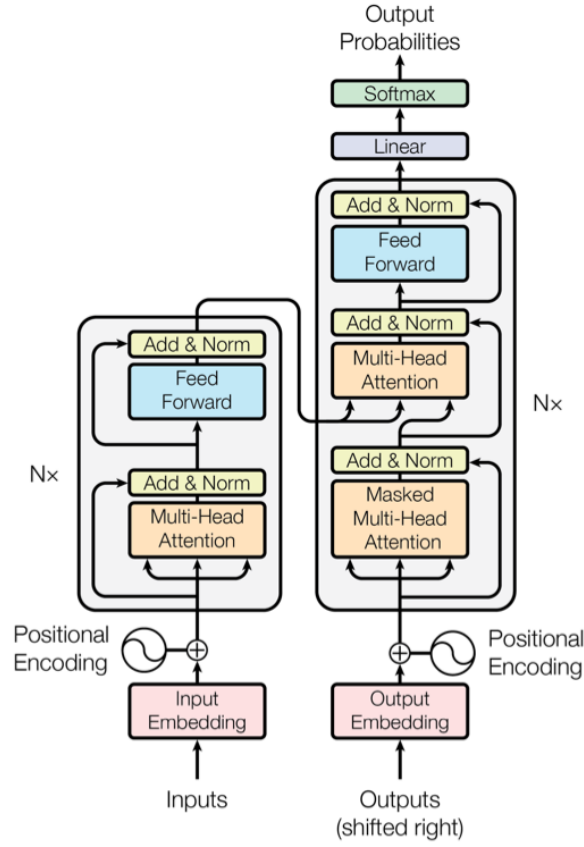 Output
Probabilities
Softmax
Linear
Add & Norm
Feed
Forward
Add & Norm
Multi-Head
Attention
Add & Norm
Masked
Multi-Head
Attention
N×
Add & Norm
Feed
Forward
Add & Norm
Multi-Head
Attention
N×
Positional
Encoding
Positional
Encoding
Input
Embedding
Output
Embedding
Inputs
Outputs
(shifted right)